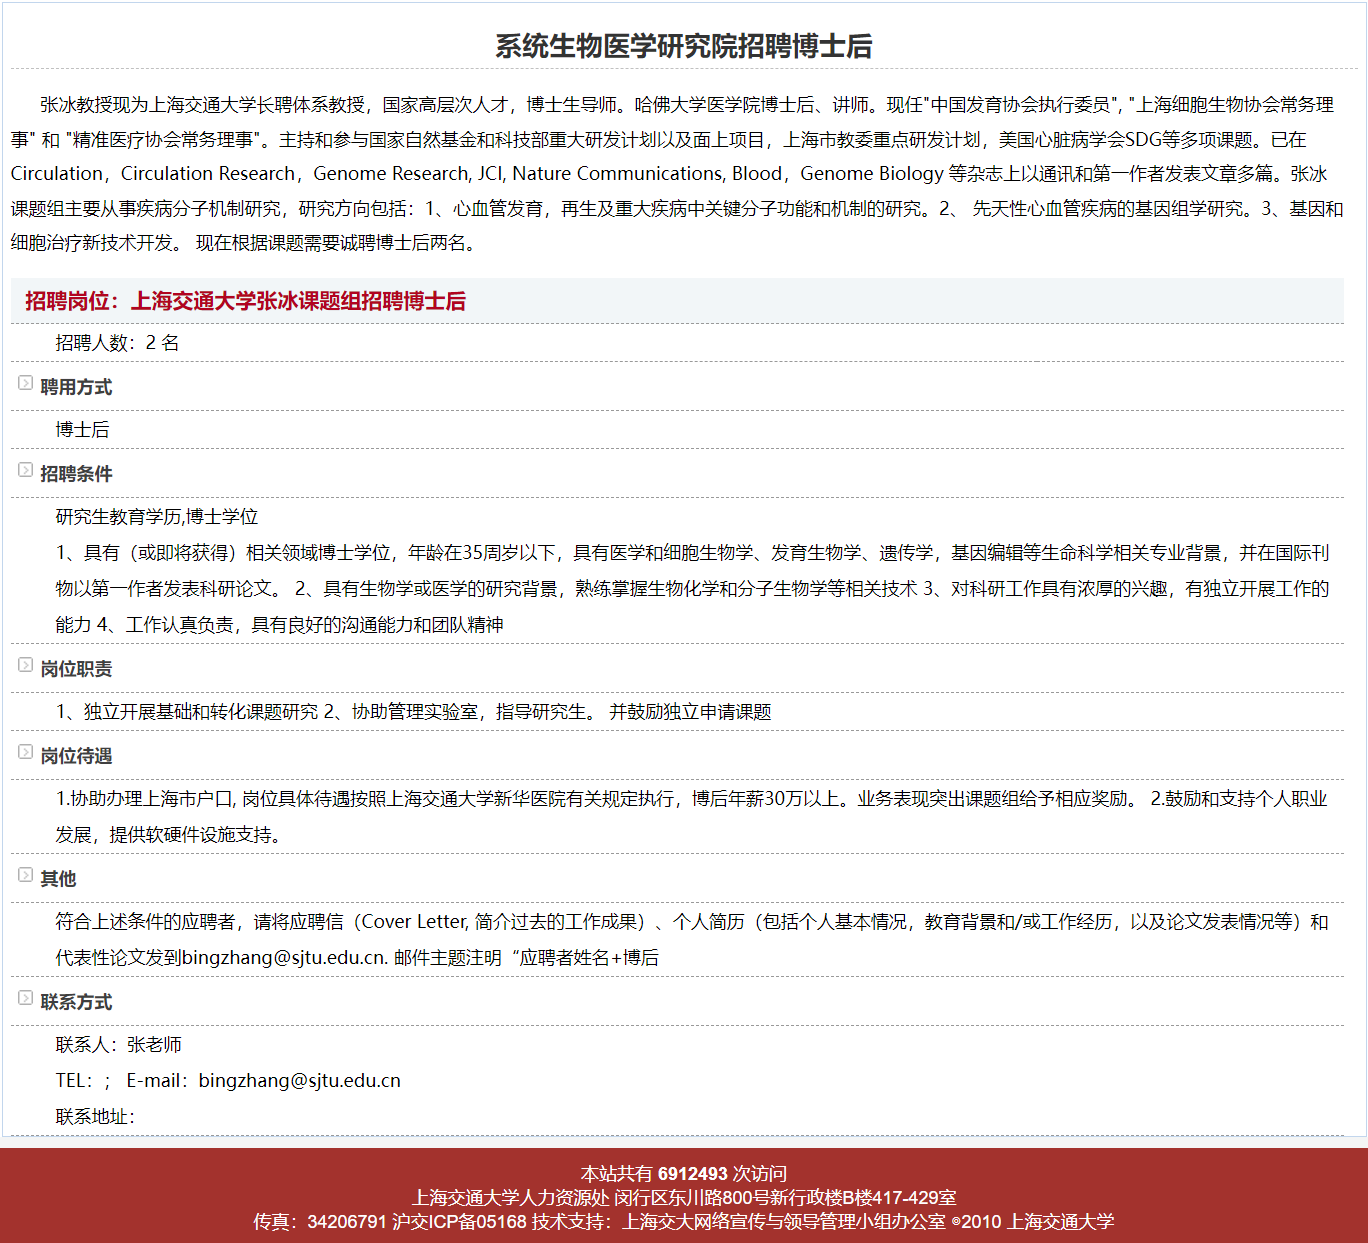 系统生物医学研究院招聘博士后
张冰教授现为上海交通大学长聘体系教授，国家高层次人才，博士生导师。哈佛大学医学院博士后、讲师。现任"中国发育协会执行委员", "上海细胞生物协会常务理
事" 和 "精准医疗协会常务理事"。主持和参与国家自然基金和科技部重大研发计划以及面上项目，上海市教委重点研发计划，美国心脏病学会SDG等多项课题。已在
Circulation，Circulation Research，Genome Research, JCI, Nature Communications, Blood，Genome Biology 等杂志上以通讯和第一作者发表文章多篇。张冰
课题组主要从事疾病分子机制研究，研究方向包括：1、心血管发育，再生及重大疾病中关键分子功能和机制的研究。2、 先天性心血管疾病的基因组学研究。3、基因和
细胞治疗新技术开发。 现在根据课题需要诚聘博士后两名。
招聘岗位：上海交通大学张冰课题组招聘博士后
招聘人数：2 名
聘用方式
博士后
招聘条件
研究生教育学历,博士学位
1、具有（或即将获得）相关领域博士学位，年龄在35周岁以下，具有医学和细胞生物学、发育生物学、遗传学，基因编辑等生命科学相关专业背景，并在国际刊
物以第一作者发表科研论文。 2、具有生物学或医学的研究背景，熟练掌握生物化学和分子生物学等相关技术 3、对科研工作具有浓厚的兴趣，有独立开展工作的
能力 4、工作认真负责，具有良好的沟通能力和团队精神
岗位职责
1、独立开展基础和转化课题研究 2、协助管理实验室，指导研究生。 并鼓励独立申请课题
岗位待遇
1.协助办理上海市户口, 岗位具体待遇按照上海交通大学新华医院有关规定执行，博后年薪30万以上。业务表现突出课题组给予相应奖励。 2.鼓励和支持个人职业
发展，提供软硬件设施支持。
其他
符合上述条件的应聘者，请将应聘信（Cover Letter, 简介过去的工作成果）、个人简历（包括个人基本情况，教育背景和/或工作经历，以及论文发表情况等）和
代表性论文发到bingzhang@sjtu.edu.cn. 邮件主题注明“应聘者姓名+博后
联系方式
联系人：张老师
TEL：； E-mail：bingzhang@sjtu.edu.cn
联系地址：
本站共有 6912493 次访问
上海交通大学人力资源处 闵行区东川路800号新行政楼B楼417-429室
传真：34206791 沪交ICP备05168 技术支持：上海交大网络宣传与领导管理小组办公室 ©2010 上海交通大学